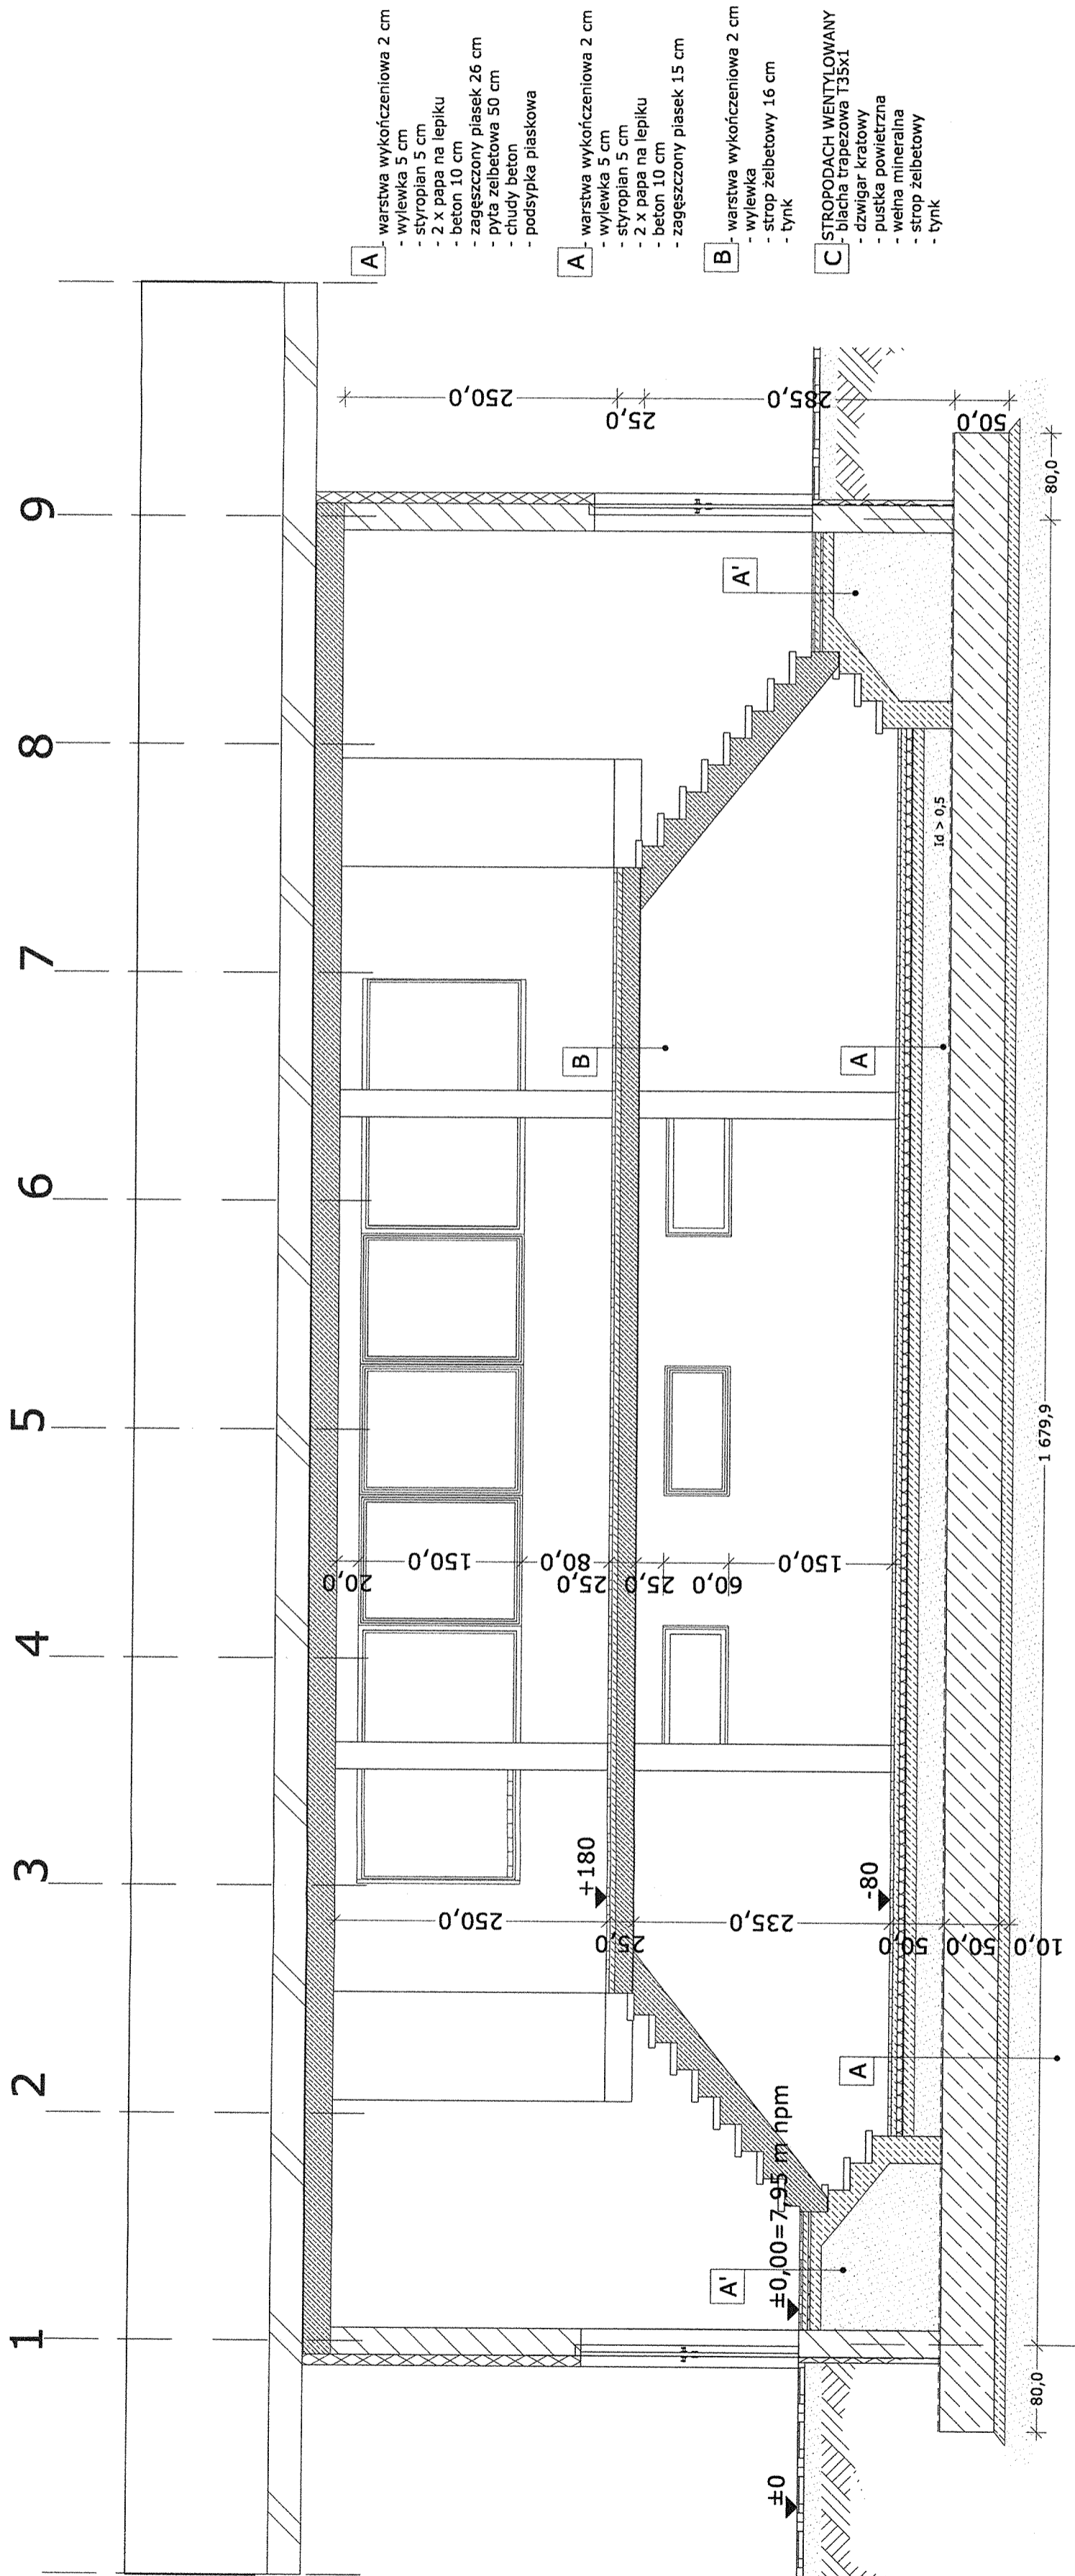 1
2
3
4
5
6
7
8
9
A
- warstwa wykończeniowa 2 cm
- wylewka 5 cm
- styropian 5 cm
- 2 x papa na lepiku
- beton 10 cm
- zagęszczony piasek 26 cm
- pyta zelbetowa 50 cm
- chudy beton
- podsypka piaskowa
A
- warstwa wykończeniowa 2 cm
- wylewka 5 cm
- styropian 5 cm
- 2 x papa na lepiku
- beton 10 cm
- zagęszczony piasek 15 cm
B
- warstwa wykończeniowa 2 cm
- wylewka
- strop żelbetowy 16 cm
- tynk
C
STROPODACH WENTYLOWANY
- blacha trapezowa T35x1
- dzwigar kratowy
- pustka powietrzna
- wełna mineralna
- strop żelbetowy
- tynk
250,0
25,0
285,0
50,0
20,0
150,0
80,0
25,0
25,0
60,0
150,0
250,0
25,0
235,0
50,0
50,0
10,0
+180
-80
±0
±0,00=7,95 m npm
A'
A
B
A
A'
Id > 0,5
80,0
1 679,9
80,0